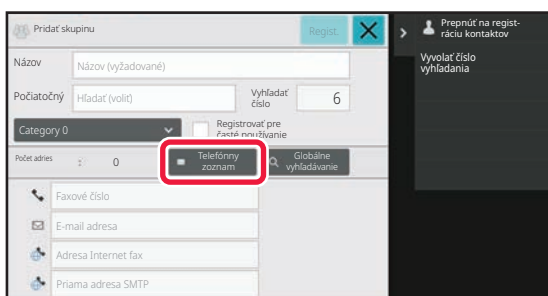 Pridať skupinu
Regist.
Názov
Názov (vyžadované)
Počiatočný
Hľadať (voliť)
Vyhľadať
číslo
6
Category 0
Registrovať pre
časté používanie
Počet adries : 0
Telefónny
zoznam
Globálne
vyhľadávanie
Faxové číslo
E-mail adresa
Adresa Internet fax
Priama adresa SMTP
Prepnúť na regist-
ráciu kontaktov
Vyvolať číslo
vyhľadania